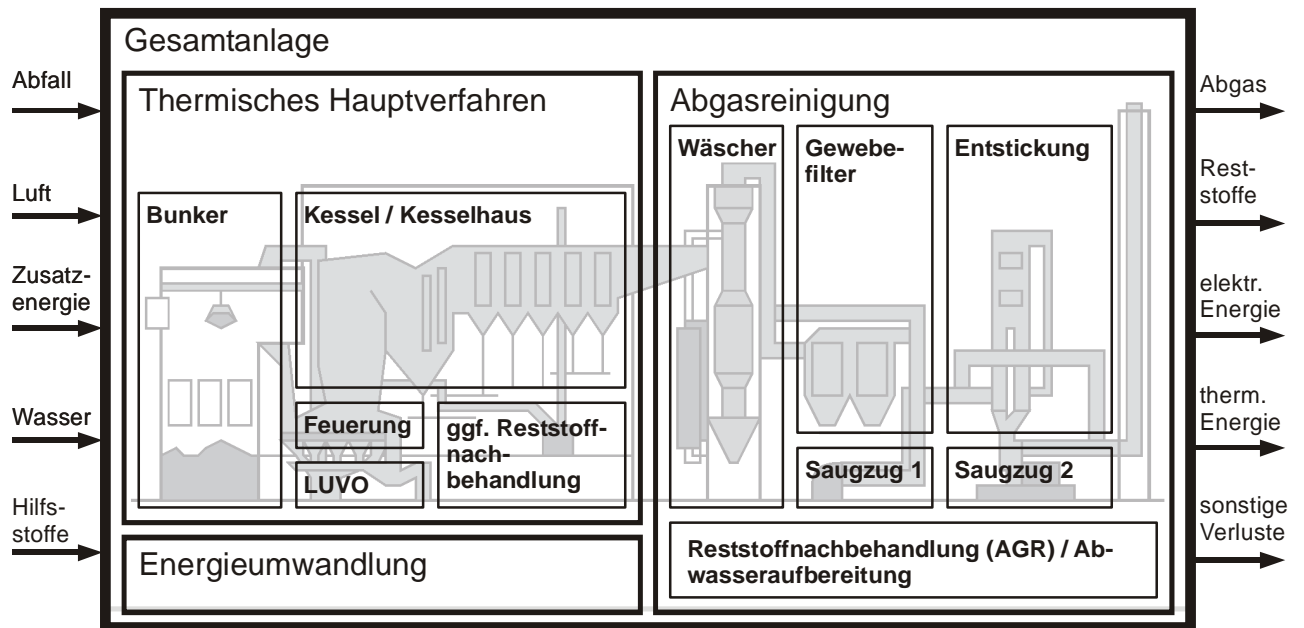 Gesamtanlage
Abfall
Luft
Zusatz-
energie
Wasser
Hilfs-
stoffe
Thermisches Hauptverfahren
Bunker
Kessel / Kesselhaus
Feuerung
LUVO
ggf. Reststoff-
nach-
behandlung
Energieumwandlung
Abgasreinigung
Wäscher
Gewebe-
filter
Entstickung
Saugzug 1
Saugzug 2
Reststoffnachbehandlung (AGR) / Ab-
wasseraufbereitung
Abgas
Rest-
stoffe
elektr.
Energie
therm.
Energie
sonstige
Verluste